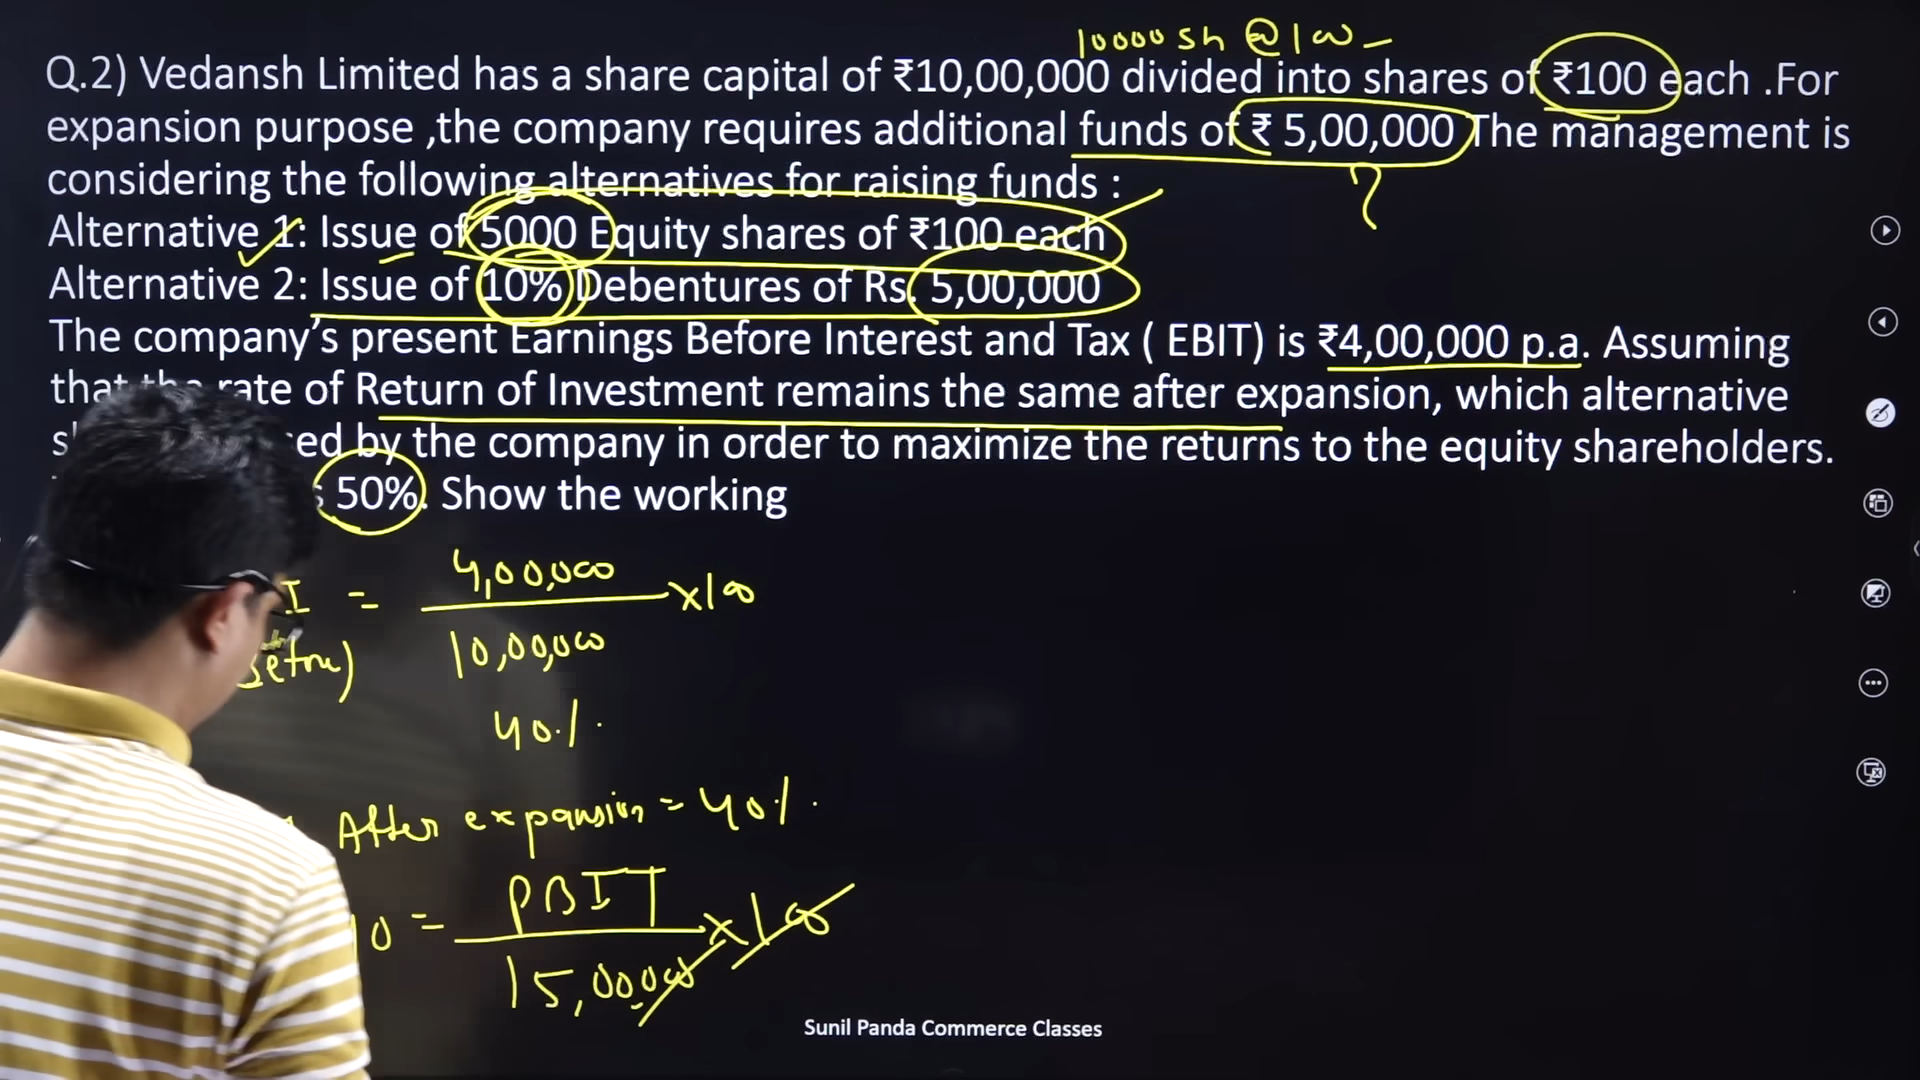 10000 sh @ 100 -
Q.2) Vedansh Limited has a share capital of ₹10,00,000 divided into shares of ₹100 each .For
expansion purpose ,the company requires additional funds of ₹ 5,00,000 The management is
considering the following alternatives for raising funds :
?
Alternative 1: Issue of 5000 Equity shares of ₹100 each
Alternative 2: Issue of 10% Debentures of Rs. 5,00,000
The company's present Earnings Before Interest and Tax ( EBIT) is ₹4,00,000 p.a. Assuming
that the rate of Return of Investment remains the same after expansion, which alternative
ed by the company in order to maximize the returns to the equity shareholders.
50%. Show the working
I = 4,00,000 ×100
10,00,000
40%.
After expansion = 40%.
= PBIT ×100
15,00,000
Sunil Panda Commerce Classes